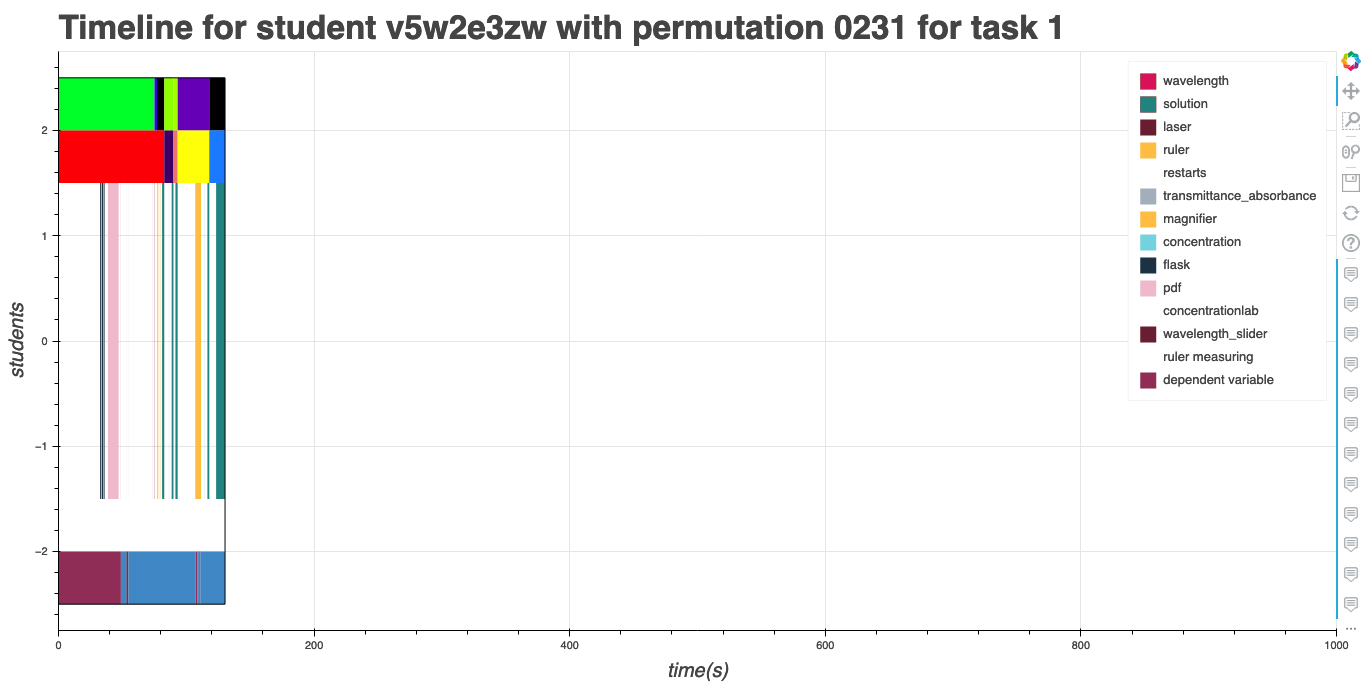 Timeline for student v5w2e3zw with permutation 0231 for task 1
wavelength
solution
laser
ruler
restarts
transmittance_absorbance
magnifier
concentration
flask
pdf
concentrationlab
wavelength_slider
ruler measuring
dependent variable
students
2
1
0
−1
−2
0 200 400 600 800 1000
time(s)